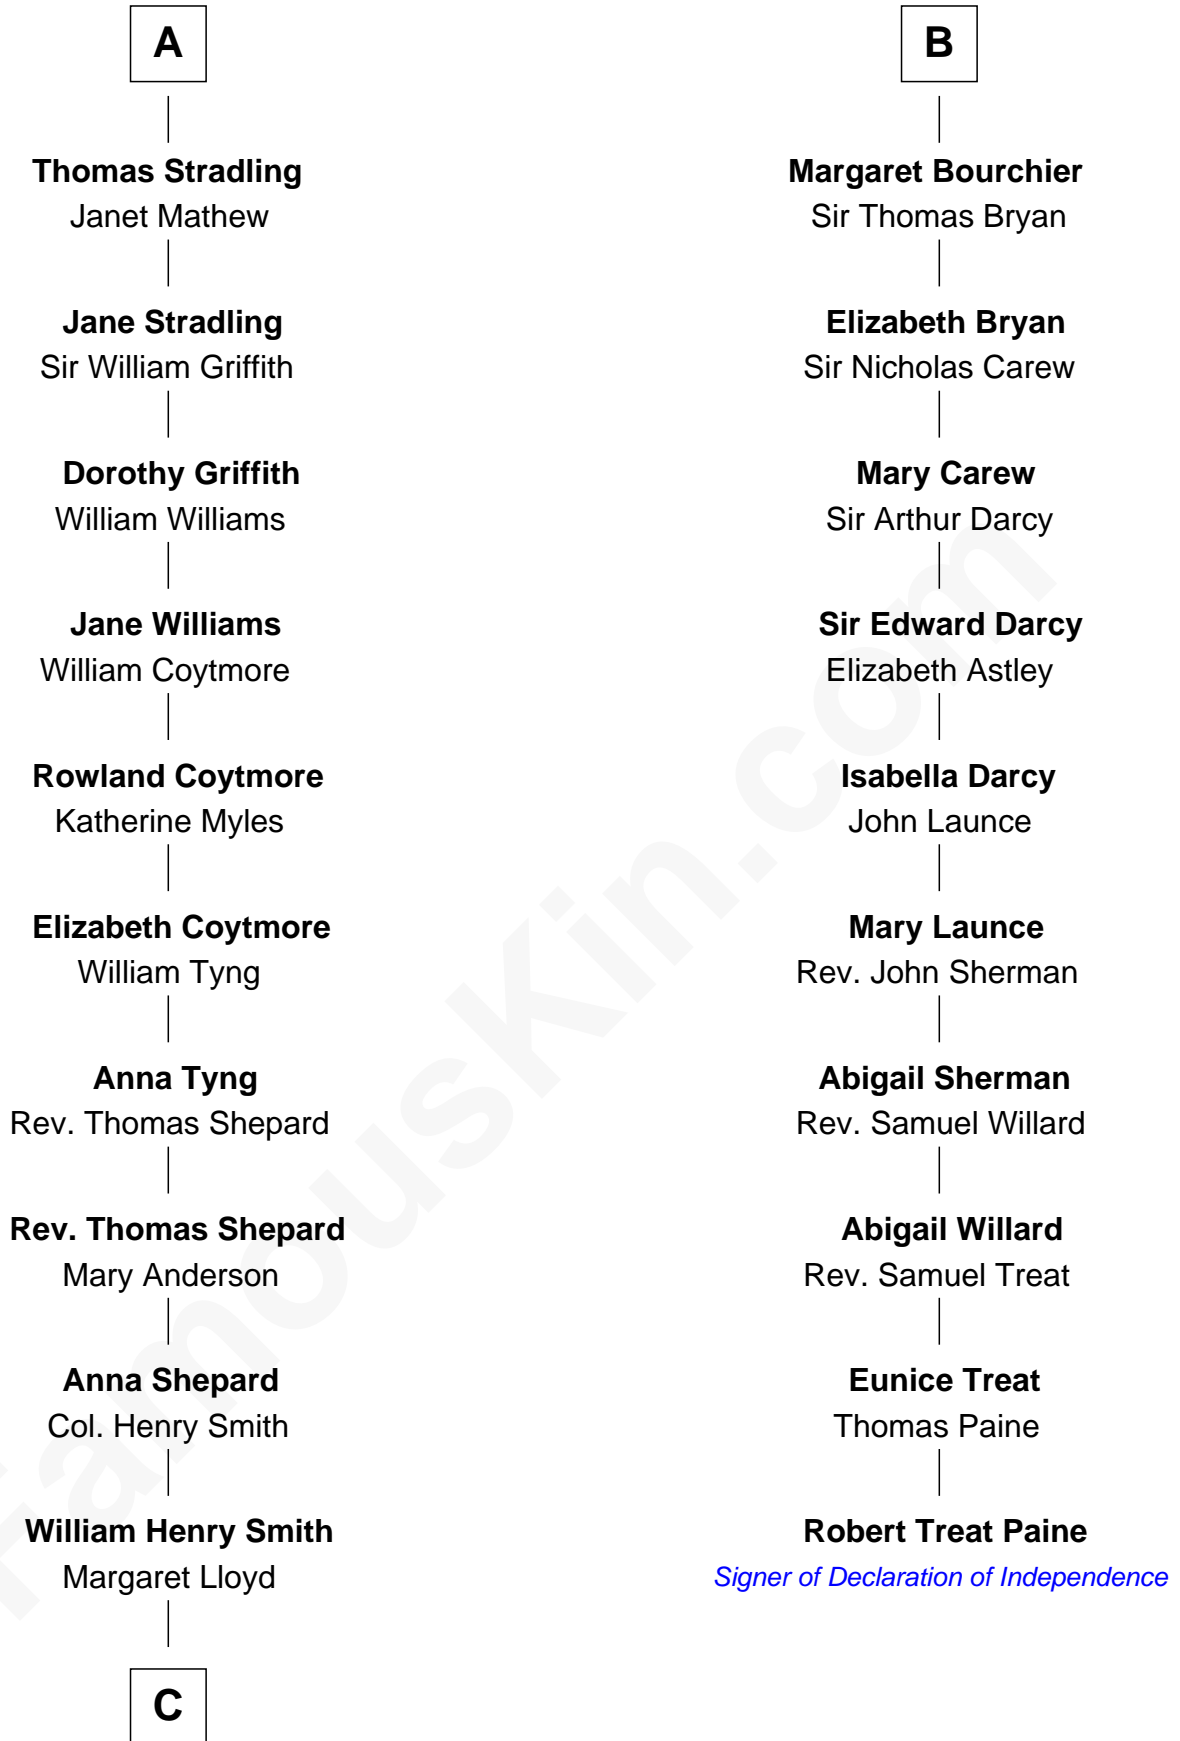 A
Thomas Stradling
Janet Mathew
Jane Stradling
Sir William Griffith
Dorothy Griffith
William Williams
Jane Williams
William Coytmore
Rowland Coytmore
Katherine Myles
Elizabeth Coytmore
William Tyng
Anna Tyng
Rev. Thomas Shepard
Rev. Thomas Shepard
Mary Anderson
Anna Shepard
Col. Henry Smith
William Henry Smith
Margaret Lloyd
C
B
Margaret Bourchier
Sir Thomas Bryan
Elizabeth Bryan
Sir Nicholas Carew
Mary Carew
Sir Arthur Darcy
Sir Edward Darcy
Elizabeth Astley
Isabella Darcy
John Launce
Mary Launce
Rev. John Sherman
Abigail Sherman
Rev. Samuel Willard
Abigail Willard
Rev. Samuel Treat
Eunice Treat
Thomas Paine
Robert Treat Paine
Signer of Declaration of Independence
FamousKin.com